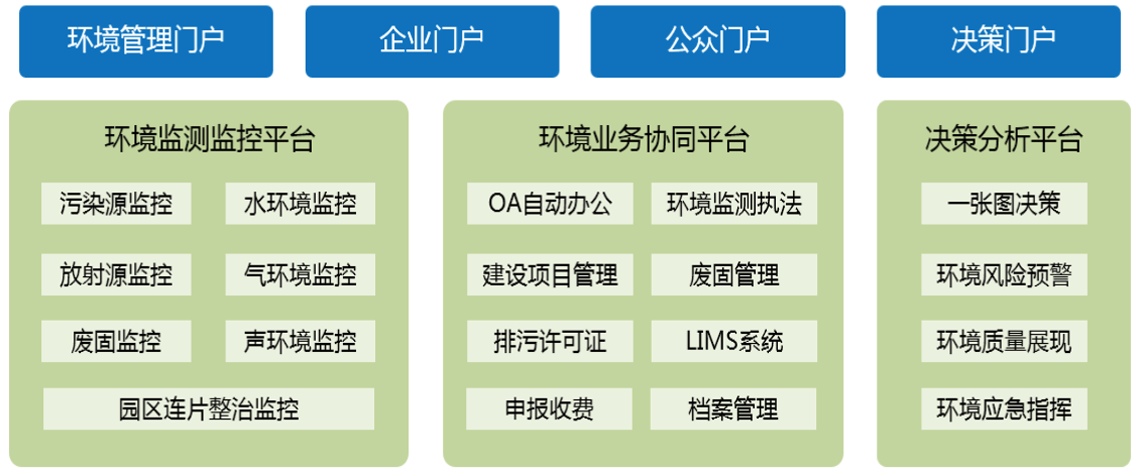 环境管理门户
企业门户
公众门户
决策门户
环境监测监控平台
污染源监控
水环境监控
放射源监控
气环境监控
废固监控
声环境监控
园区连片整治监控
环境业务协同平台
OA自动办公
环境监测执法
建设项目管理
废固管理
排污许可证
LIMS系统
申报收费
档案管理
决策分析平台
一张图决策
环境风险预警
环境质量展现
环境应急指挥